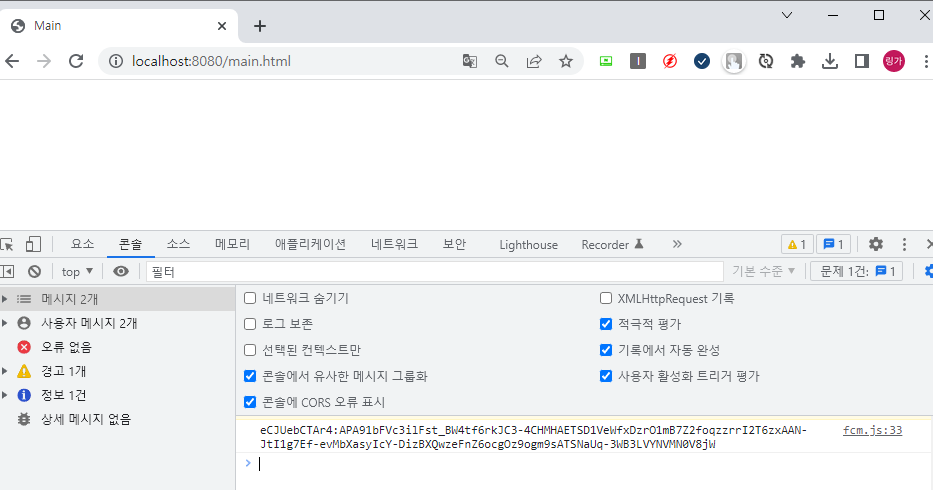 Main
localhost:8080/main.html
링가
요소 콘솔 소스 메모리 애플리케이션 네트워크 보안 Lighthouse Recorder 1 1
top 필터 기본 수준 문제 1건: 1
메시지 2개
사용자 메시지 2개
오류 없음
경고 1개
정보 1건
상세 메시지 없음
네트워크 숨기기 XMLHttpRequest 기록
로그 보존 적극적 평가
선택된 컨텍스트만 기록에서 자동 완성
콘솔에서 유사한 메시지 그룹화 사용자 활성화 트리거 평가
콘솔에 CORS 오류 표시
eCJUebCTAr4:APA91bFVc3ilFst_BW4tf6rkJC3-4CHMHAETSD1VeWfxDzrO1mB7Z2foqzzrrI2T6zxAAN- fcm.js:33
JtI1g7Ef-evMbXasyIcY-DizBXQwzeFnZ6ocgOz9ogm9sATSNaUq-3WB3LVYNVMN0V8jW